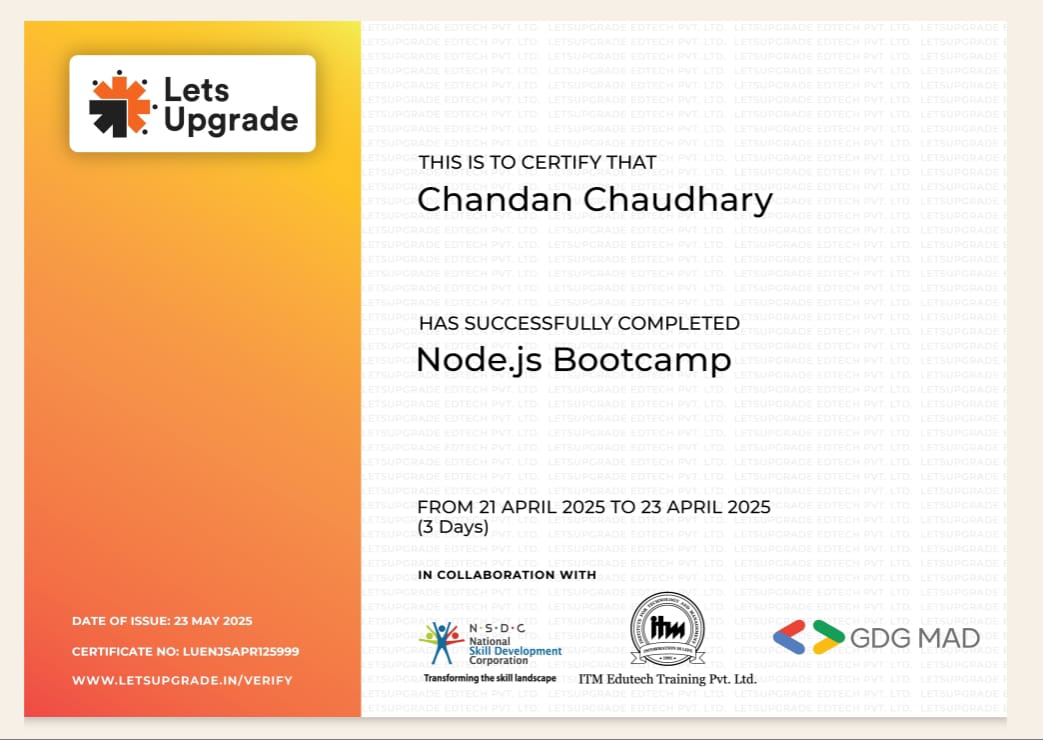 Lets
Upgrade
THIS IS TO CERTIFY THAT
Chandan Chaudhary
HAS SUCCESSFULLY COMPLETED
Node.js Bootcamp
FROM 21 APRIL 2025 TO 23 APRIL 2025
(3 Days)
IN COLLABORATION WITH
N·S·D·C
National
Skill Development
Corporation
Transforming the skill landscape
itm
ITM Edutech Training Pvt. Ltd.
GDG MAD
DATE OF ISSUE: 23 MAY 2025
CERTIFICATE NO: LUENJSAPR125999
WWW.LETSUPGRADE.IN/VERIFY